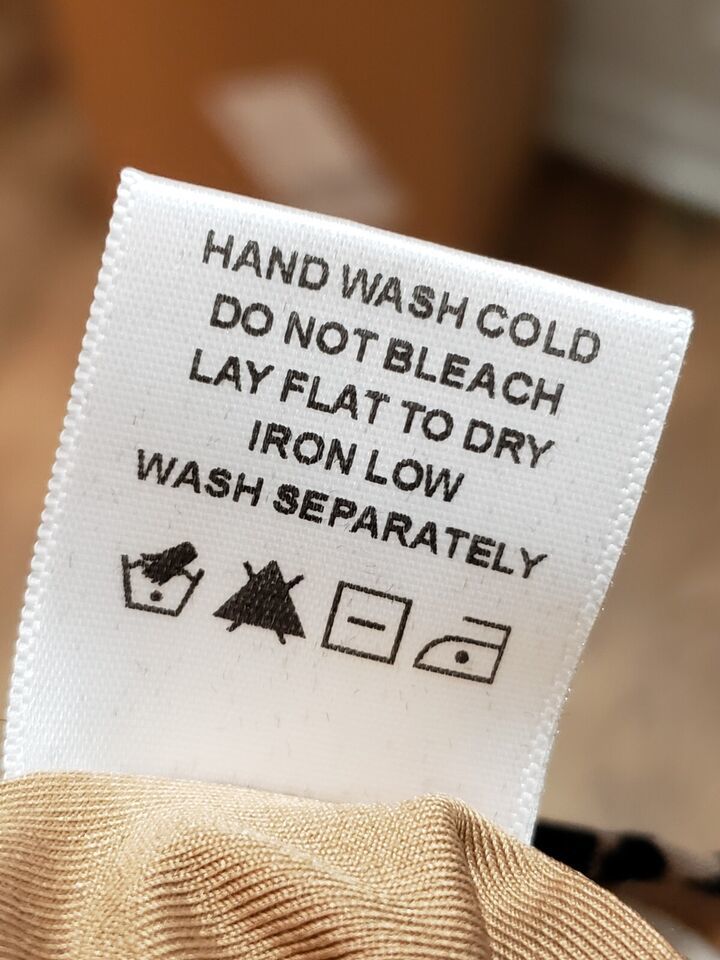 HAND WASH COLD
DO NOT BLEACH
LAY FLAT TO DRY
IRON LOW
WASH SEPARATELY